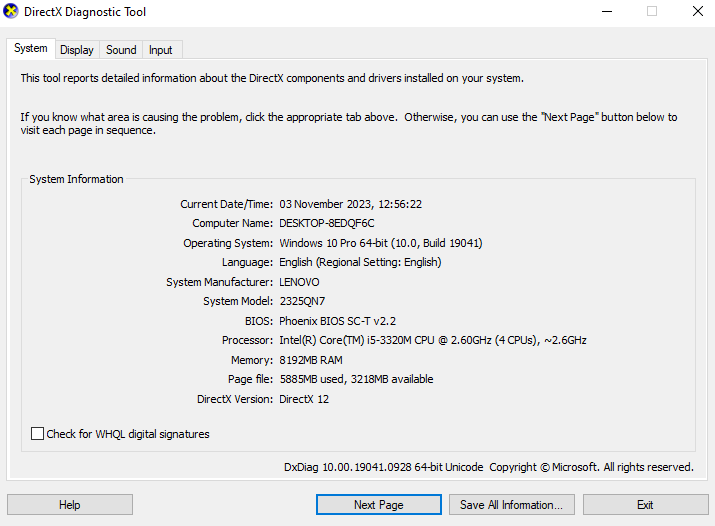 DirectX Diagnostic Tool
System Display Sound Input
This tool reports detailed information about the DirectX components and drivers installed on your system.
If you know what area is causing the problem, click the appropriate tab above. Otherwise, you can use the "Next Page" button below to
visit each page in sequence.
System Information
Current Date/Time: 03 November 2023, 12:56:22
Computer Name: DESKTOP-8EDQF6C
Operating System: Windows 10 Pro 64-bit (10.0, Build 19041)
Language: English (Regional Setting: English)
System Manufacturer: LENOVO
System Model: 2325QN7
BIOS: Phoenix BIOS SC-T v2.2
Processor: Intel(R) Core(TM) i5-3320M CPU @ 2.60GHz (4 CPUs), ~2.6GHz
Memory: 8192MB RAM
Page file: 5885MB used, 3218MB available
DirectX Version: DirectX 12
Check for WHQL digital signatures
DxDiag 10.00.19041.0928 64-bit Unicode Copyright © Microsoft. All rights reserved.
Help Next Page Save All Information... Exit